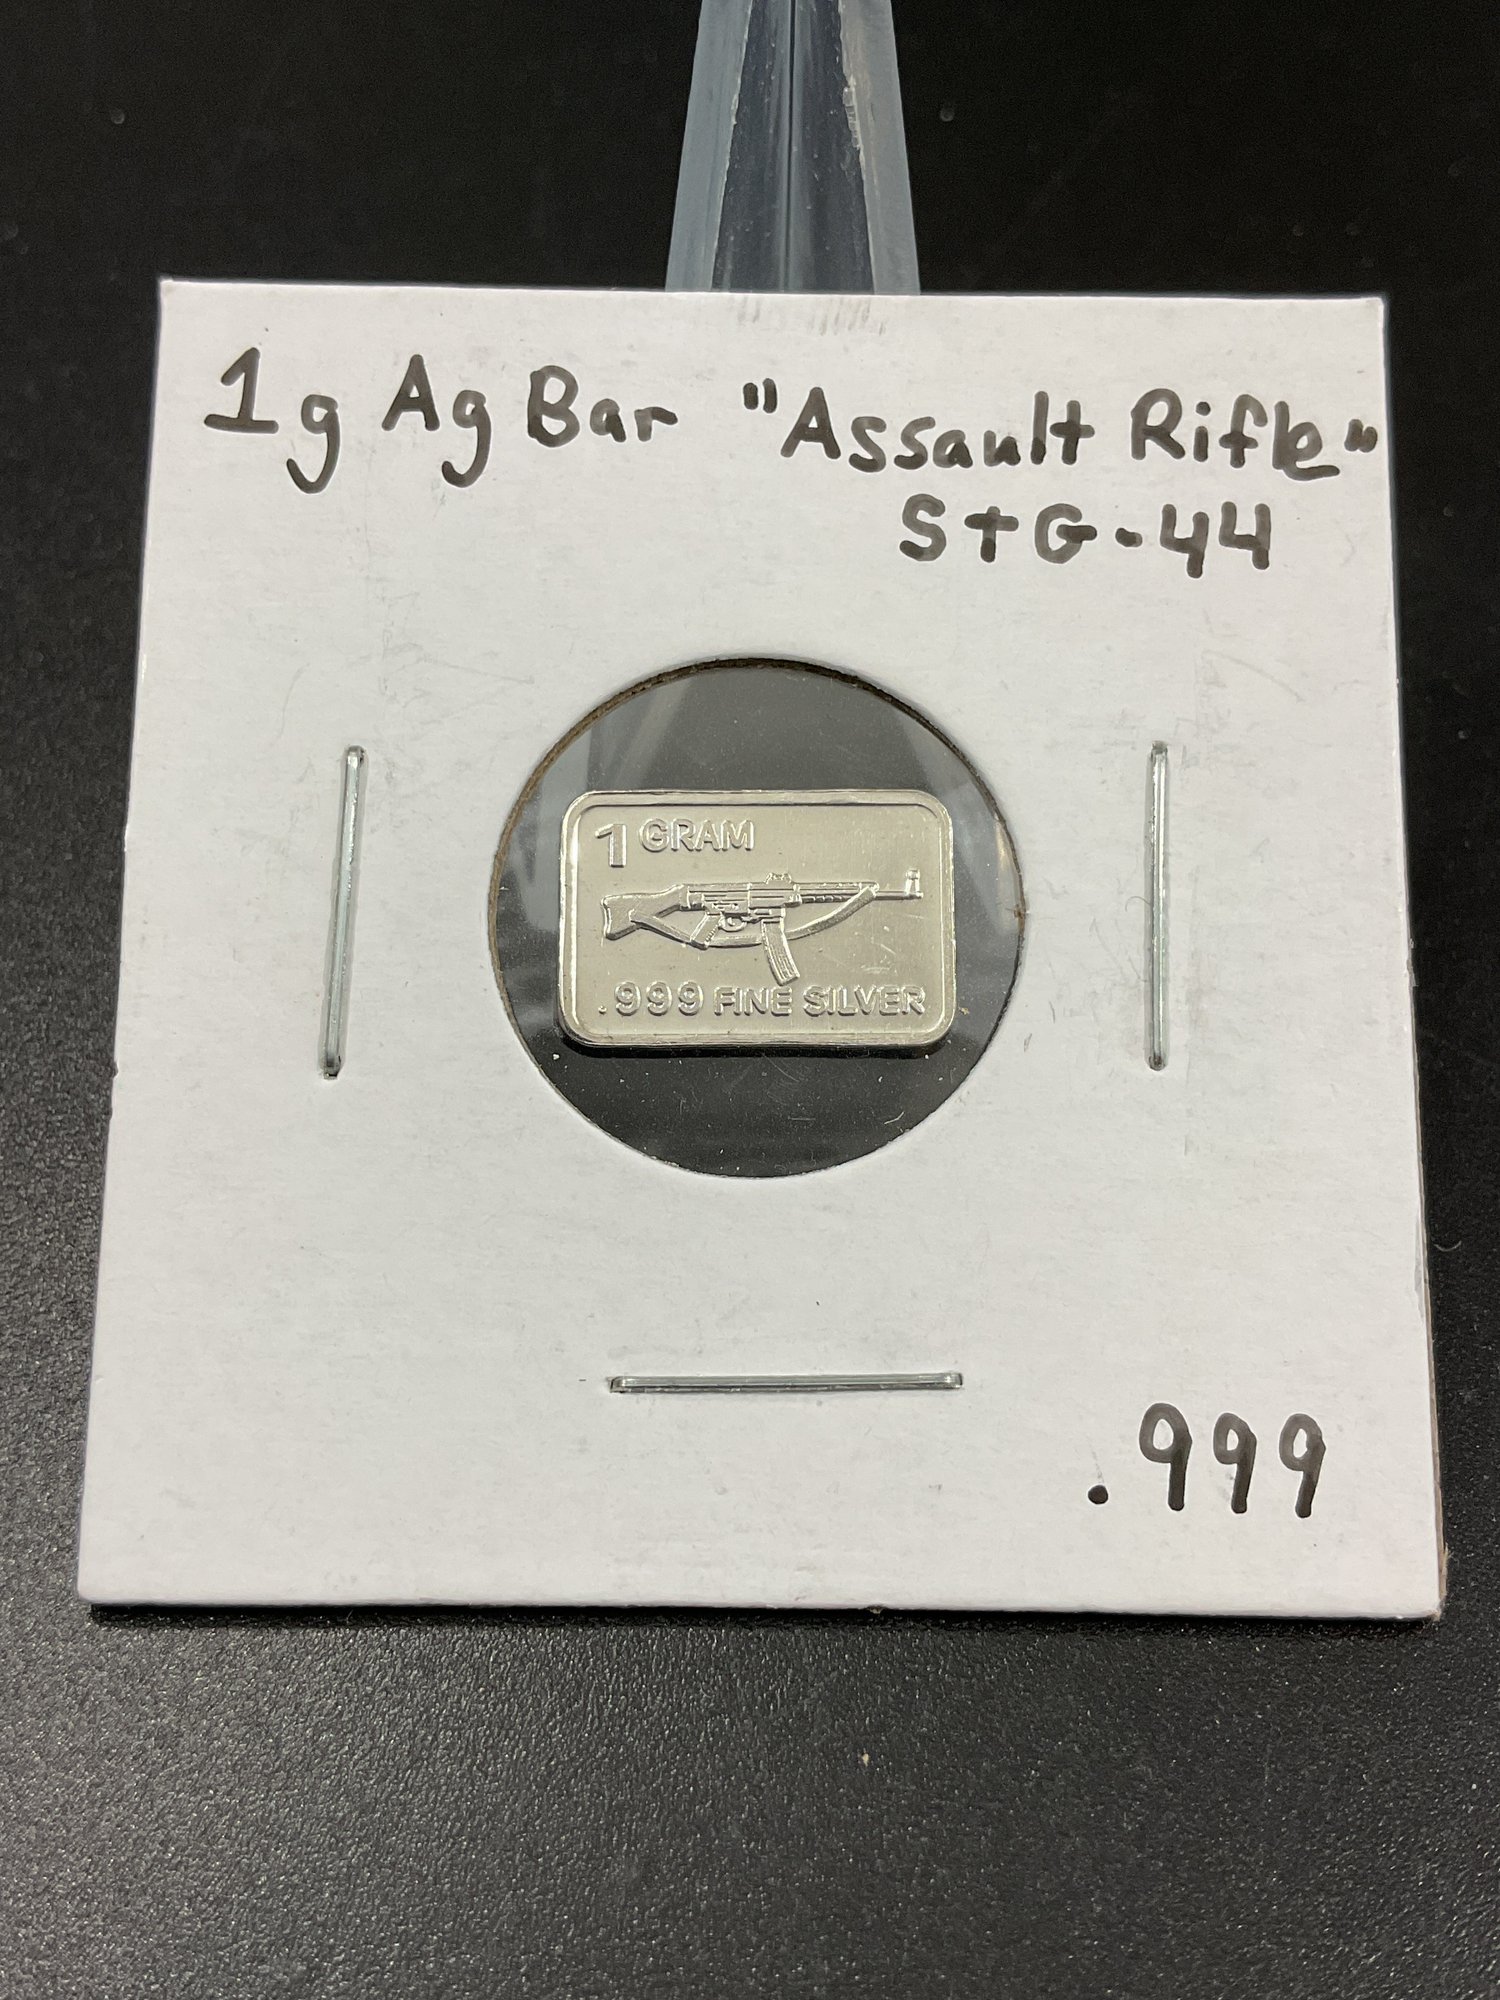 1g Ag Bar "Assault Rifle"
StG-44
1 GRAM
.999 FINE SILVER
.999